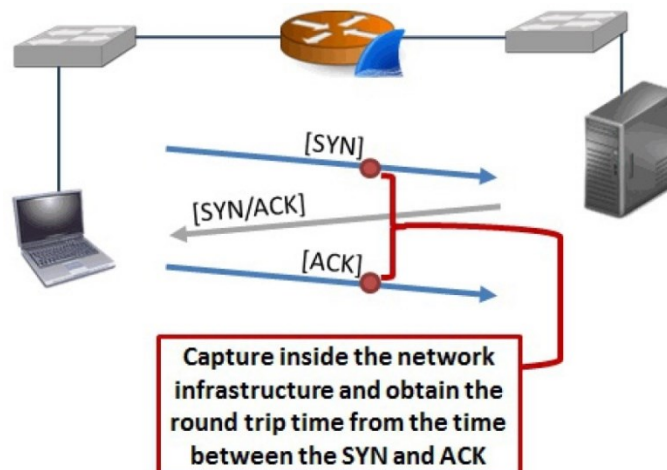 [SYN]
[SYN/ACK]
[ACK]
Capture inside the network
infrastructure and obtain the
round trip time from the time
between the SYN and ACK